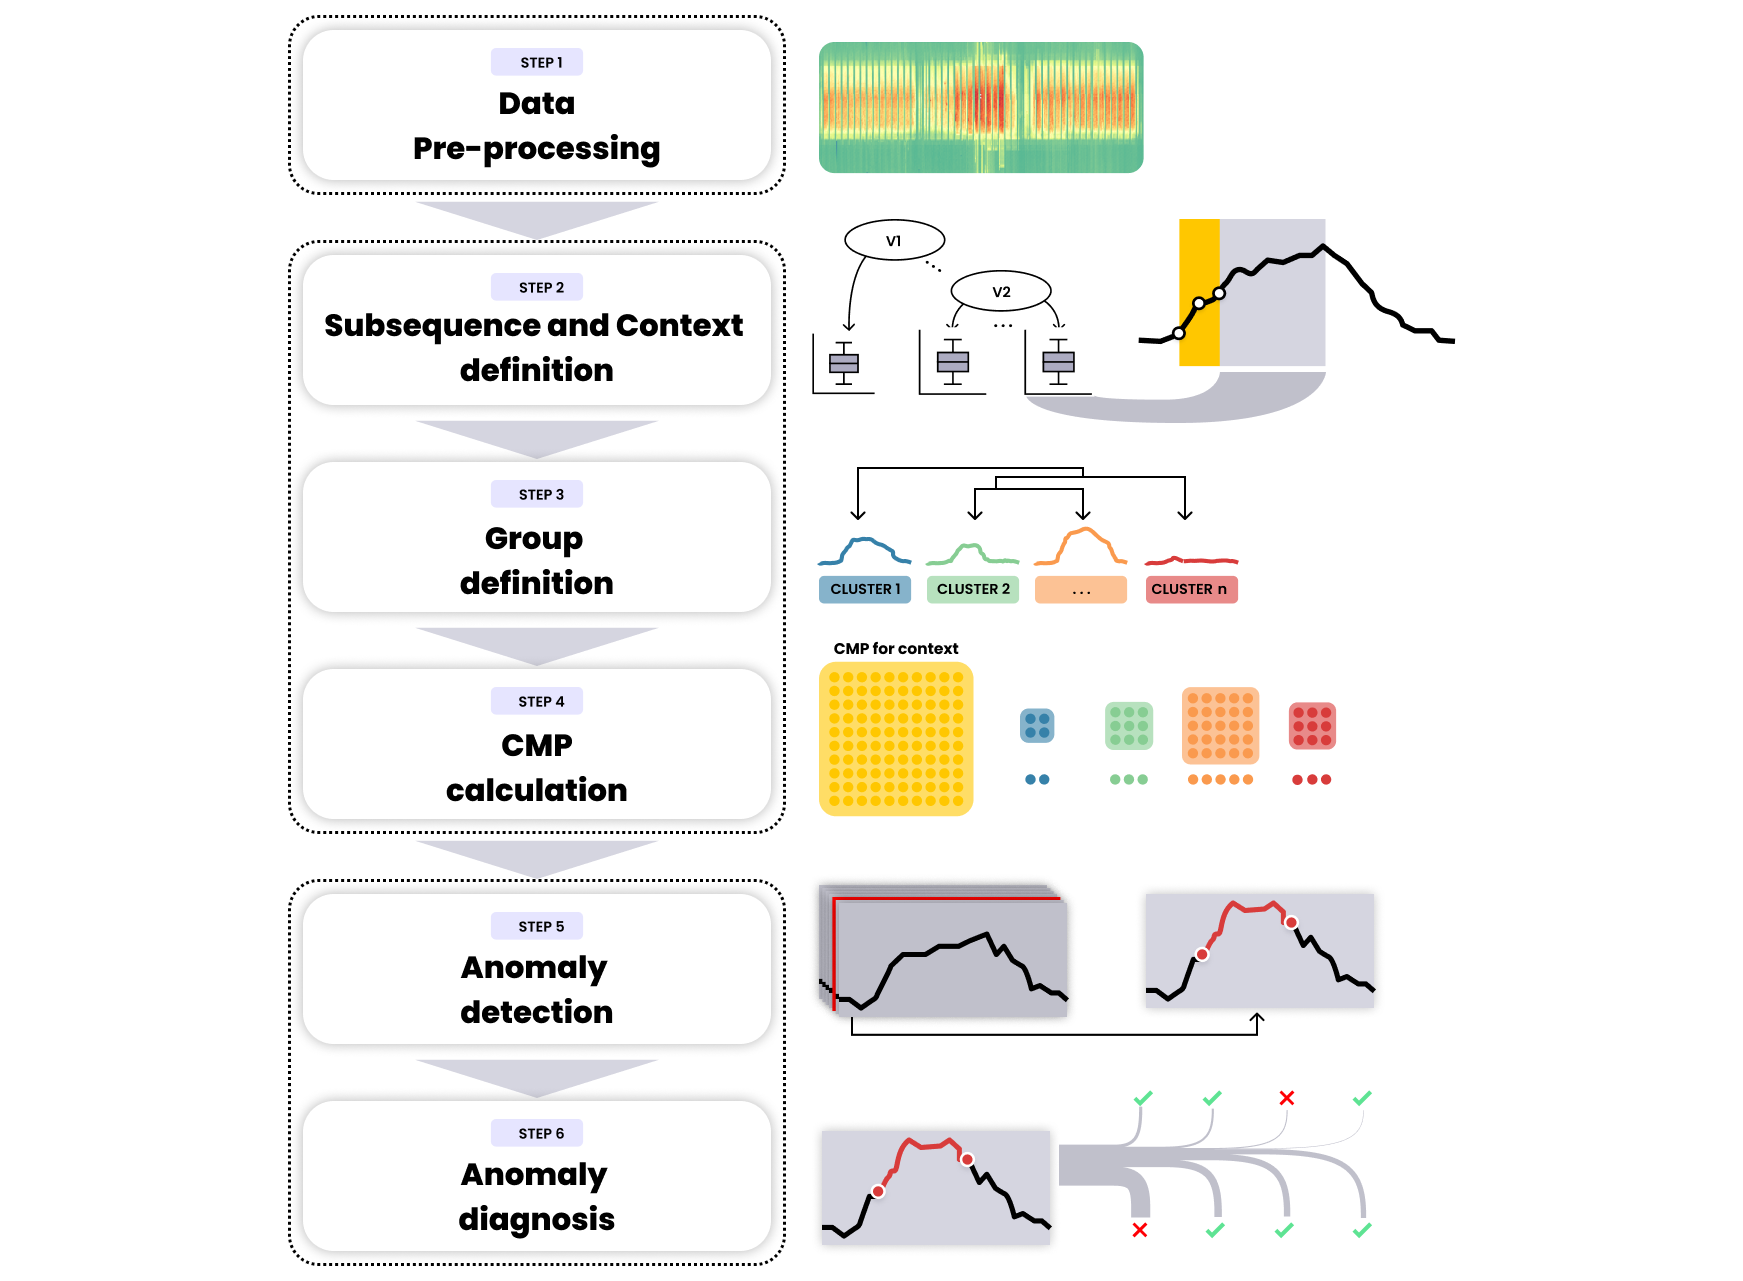 STEP 1
Data
Pre-processing
STEP 2
Subsequence and Context
definition
V1
V2
STEP 3
Group
definition
CLUSTER 1
CLUSTER 2
...
CLUSTER n
STEP 4
CMP
calculation
CMP for context
STEP 5
Anomaly
detection
STEP 6
Anomaly
diagnosis